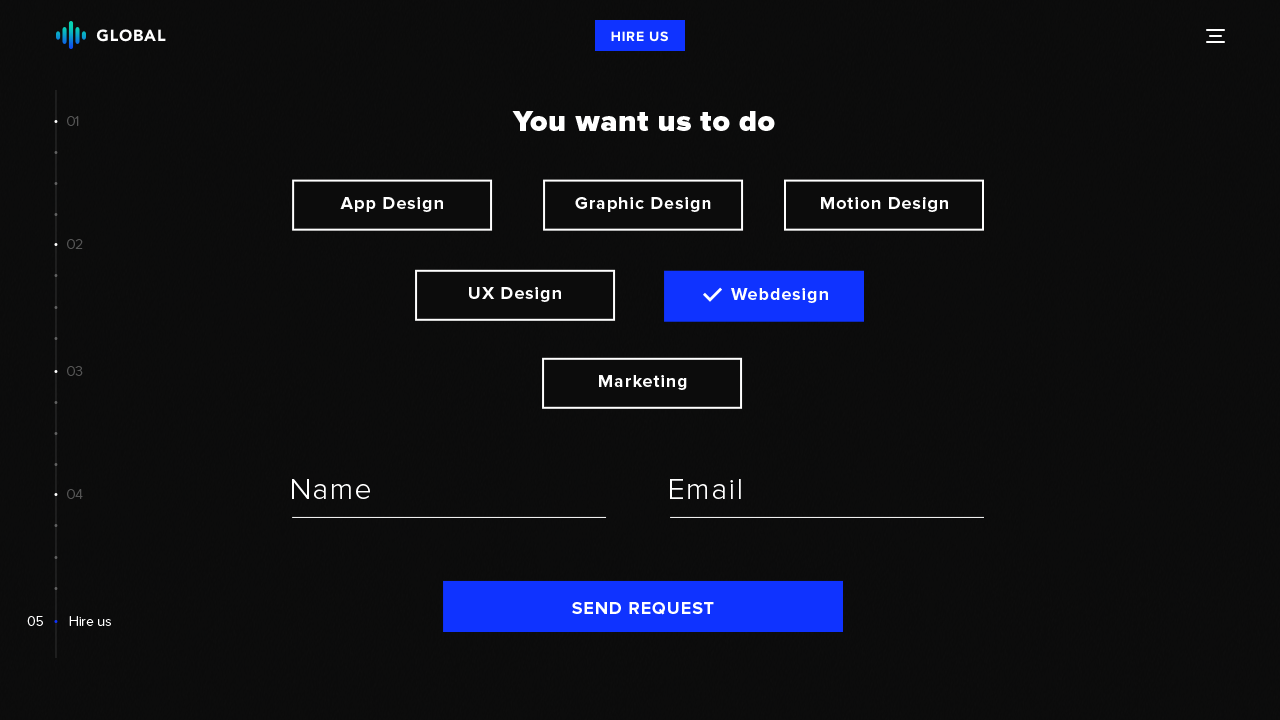 GLOBAL
HIRE US
01
You want us to do
App Design
Graphic Design
Motion Design
02
UX Design
Webdesign
03
Marketing
04
Name
Email
SEND REQUEST
05 Hire us